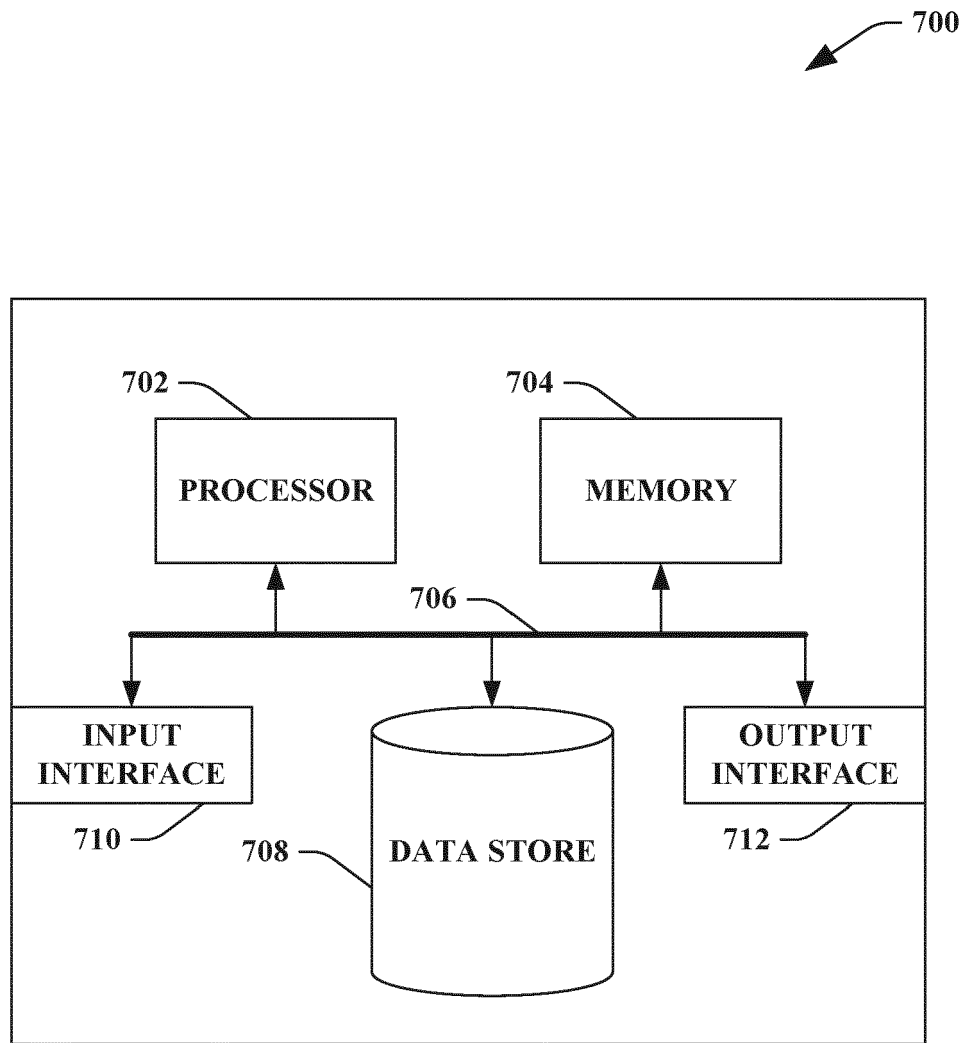 700
702
704
PROCESSOR
MEMORY
706
INPUT
INTERFACE
OUTPUT
INTERFACE
710
708
DATA STORE
712